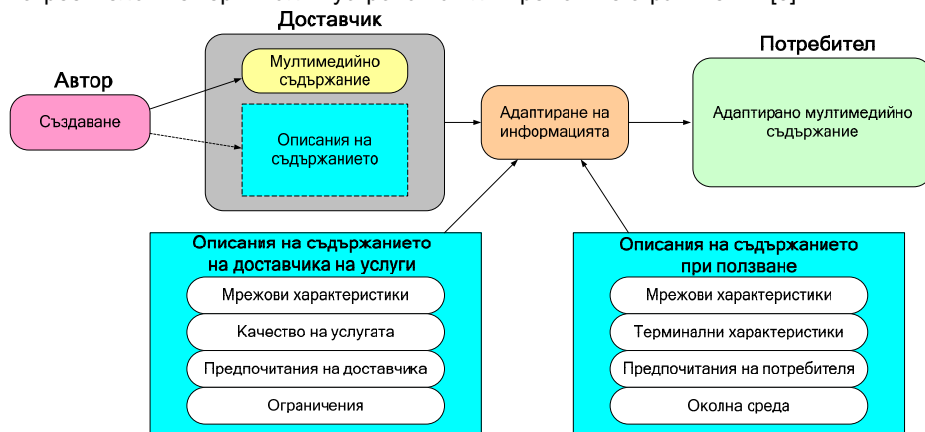 Доставчик
Потребител
Автор
Мултимедийно
съдържание
Създаване
Описания на
съдържанието
Адаптиране на
информацията
Адаптирано мултимедийно
съдържание
Описания на съдържанието
на доставчика на услуги
Мрежови характеристики
Качество на услугата
Предпочитания на доставчика
Ограничения
Описания на съдържанието
при ползване
Мрежови характеристики
Терминални характеристики
Предпочитания на потребителя
Околна среда